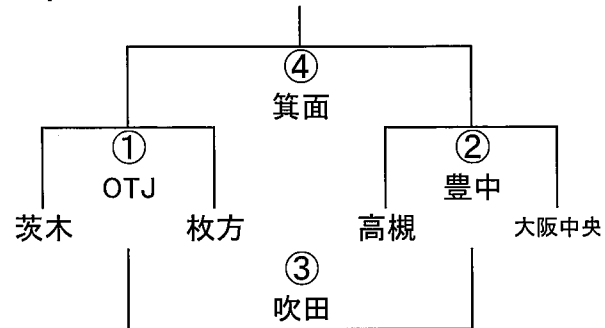 ④
箕面
①
②
OTJ
豊中
茨木
枚方
高槻
大阪中央
③
吹田